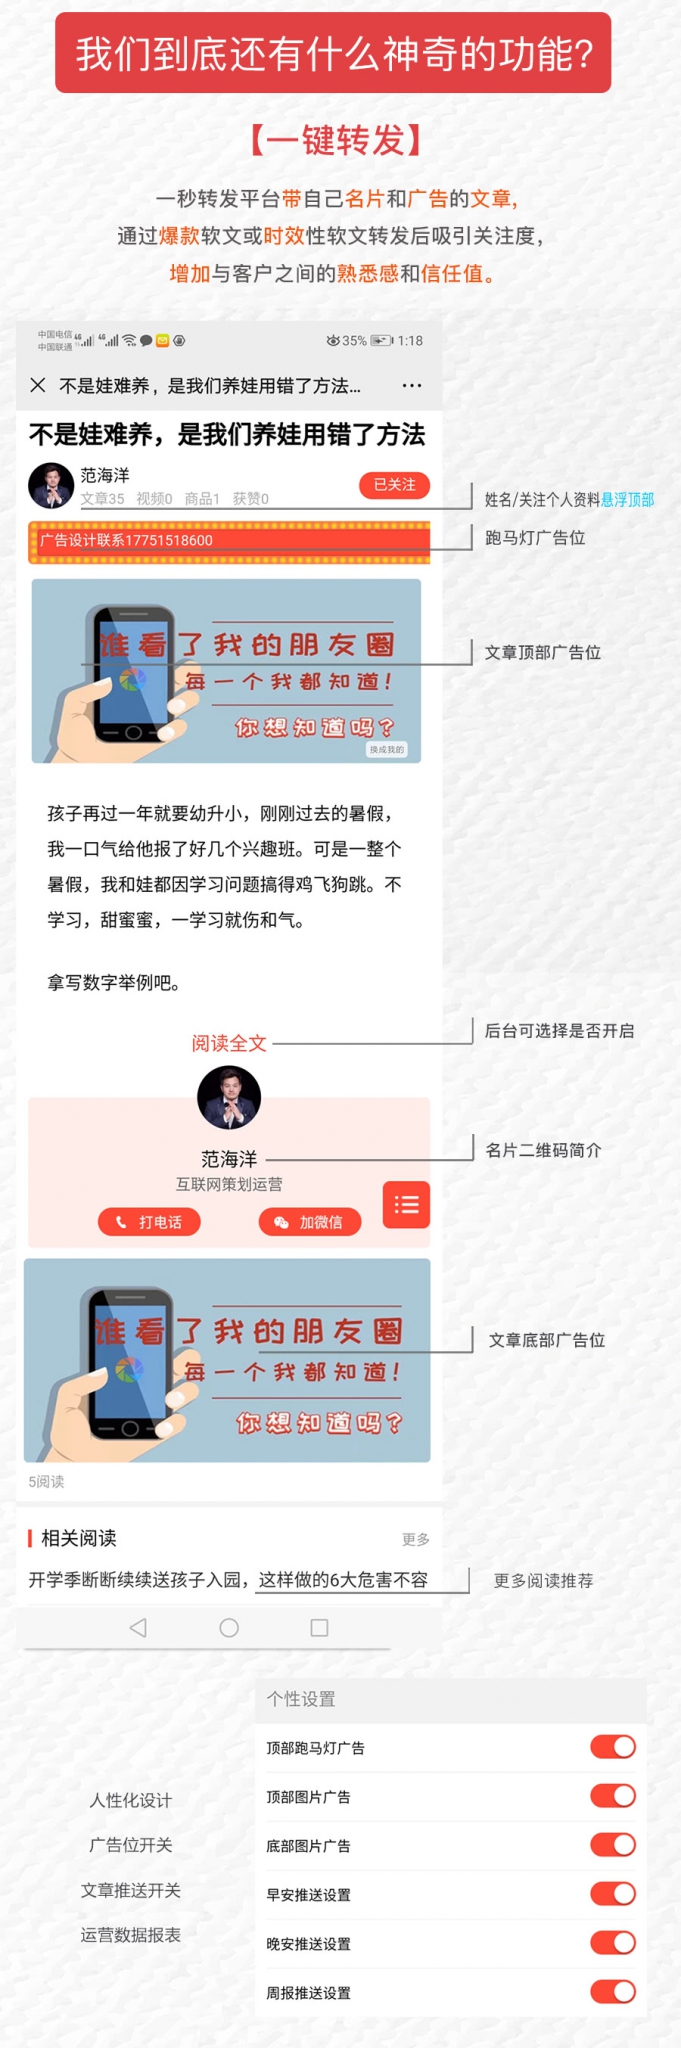 我们到底还有什么神奇的功能？
【一键转发】
一秒转发平台带自己名片和广告的文章，
通过爆款软文或时效性软文转发后吸引关注度，
增加与客户之间的熟悉感和信任值。
中国电信 4G 4G 35% 1:18
中国联通
不是娃难养，是我们养娃用错了方法...
不是娃难养，是我们养娃用错了方法
范海洋
已关注
文章35 视频0 商品1 获赞0
姓名/关注个人资料悬浮顶部
广告设计联系17751518600
跑马灯广告位
谁看了我的朋友圈
每一个我都知道！
你想知道吗？
换成我的
文章顶部广告位
孩子再过一年就要幼升小，刚刚过去的暑假，
我一口气给他报了好几个兴趣班。可是一整个
暑假，我和娃都因学习问题搞得鸡飞狗跳。不
学习，甜蜜蜜，一学习就伤和气。
拿写数字举例吧。
阅读全文
后台可选择是否开启
范海洋
名片二维码简介
互联网策划运营
打电话
加微信
谁看了我的朋友圈
每一个我都知道！
你想知道吗？
文章底部广告位
5阅读
相关阅读
更多
开学季断断续续送孩子入园，这样做的6大危害不容
更多阅读推荐
个性设置
顶部跑马灯广告
顶部图片广告
底部图片广告
早安推送设置
晚安推送设置
周报推送设置
人性化设计
广告位开关
文章推送开关
运营数据报表